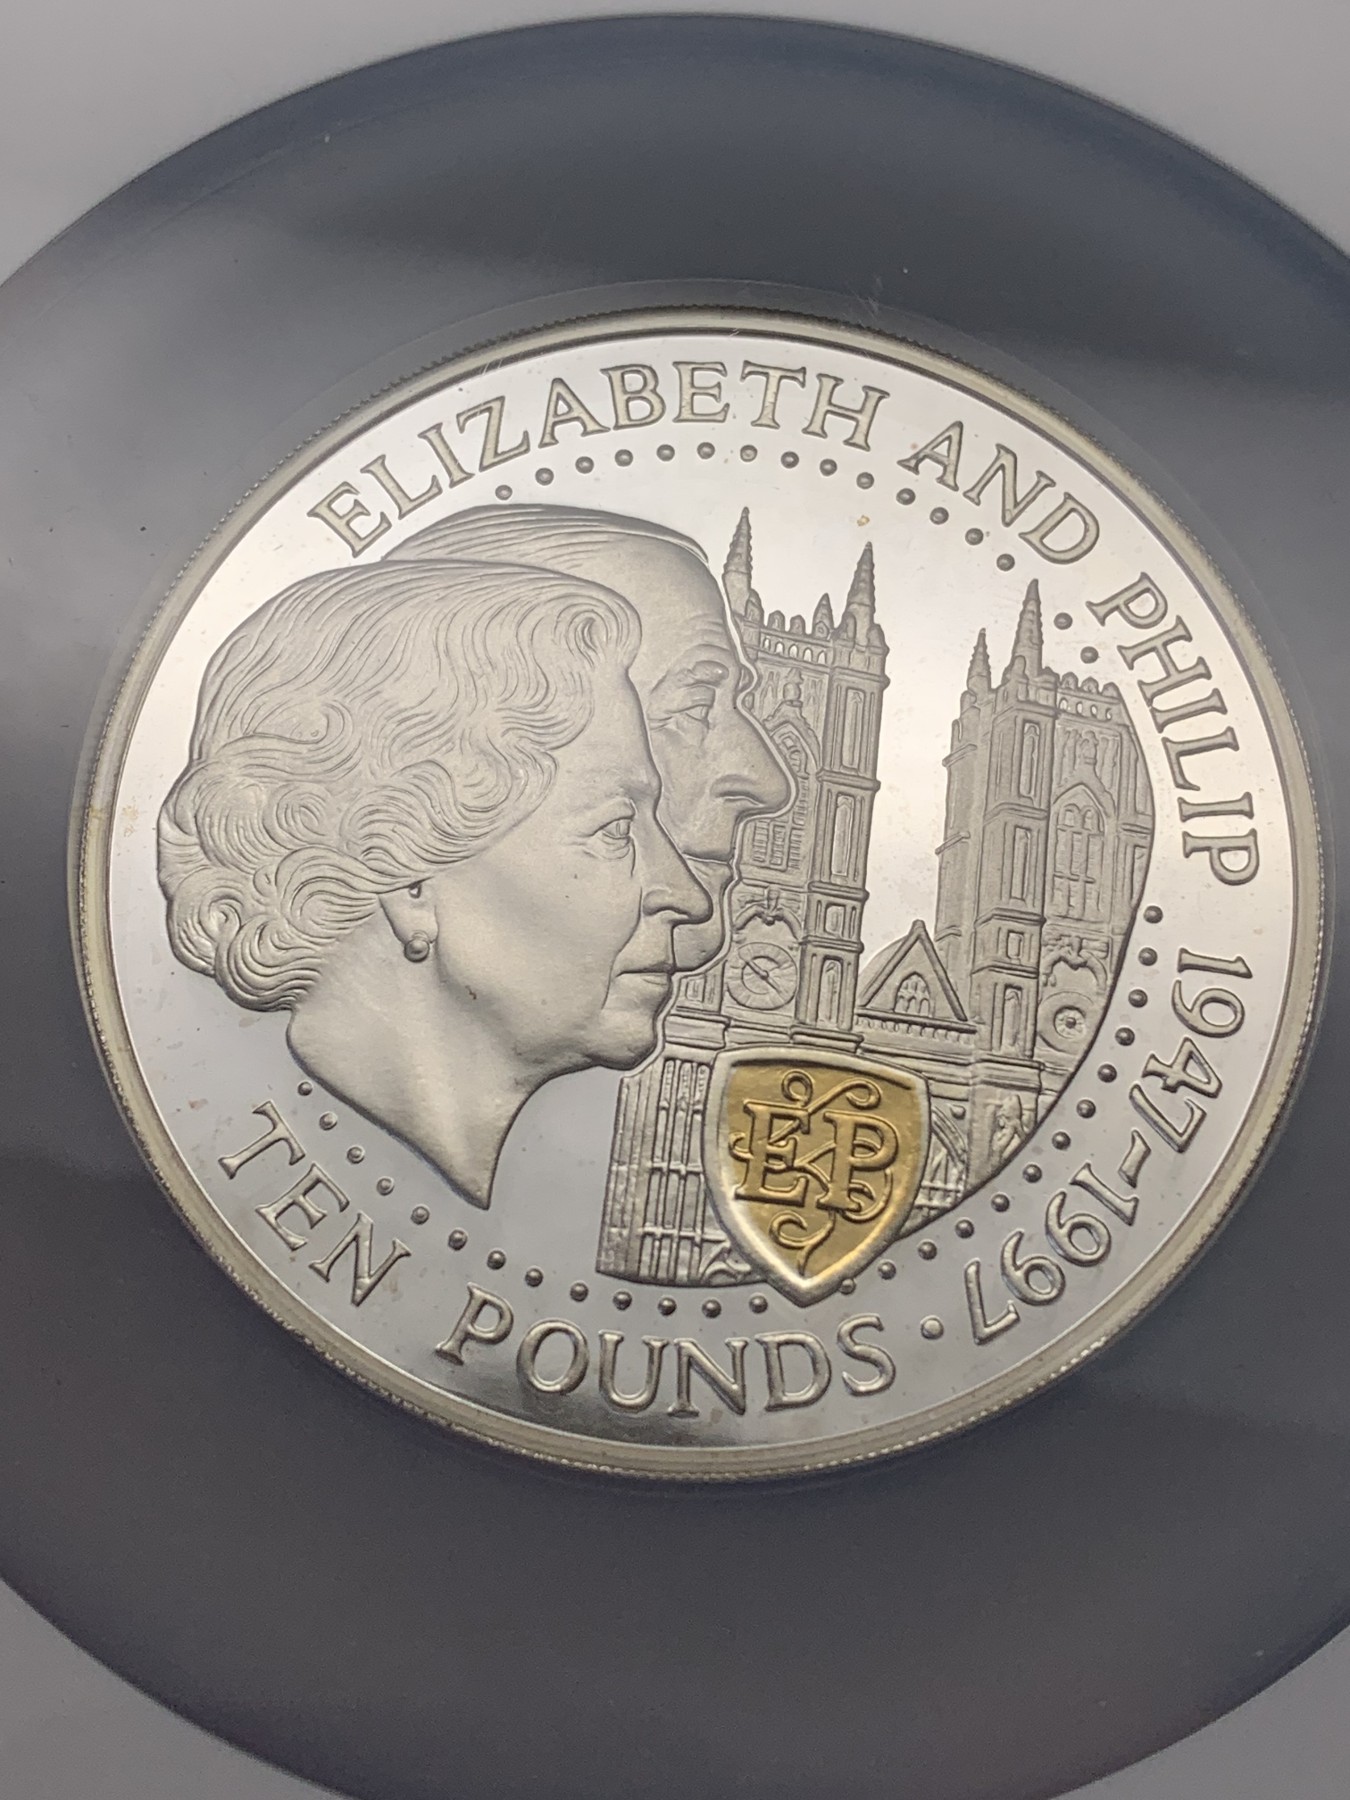 ELIZABETH AND PHILIP 1947-1997
TEN POUNDS
EP